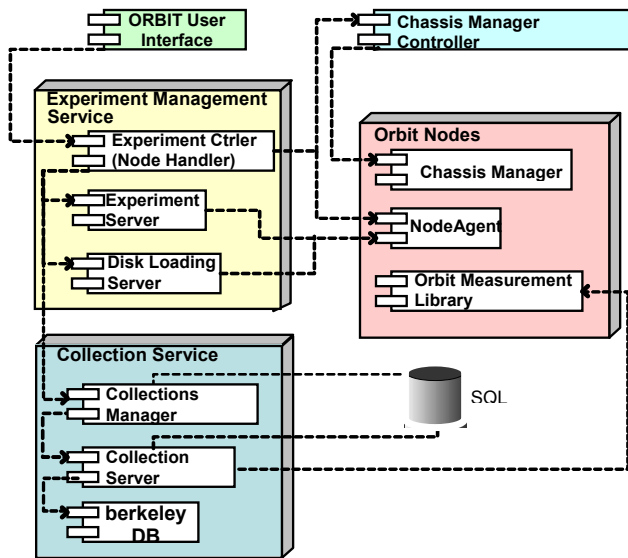 ORBIT User
Interface
Chassis Manager
Controller
Experiment Management
Service
Experiment Ctrler
(Node Handler)
Experiment
Server
Disk Loading
Server
Orbit Nodes
Chassis Manager
NodeAgent
Orbit Measurement
Library
Collection Service
Collections
Manager
Collection
Server
berkeley
DB
SQL